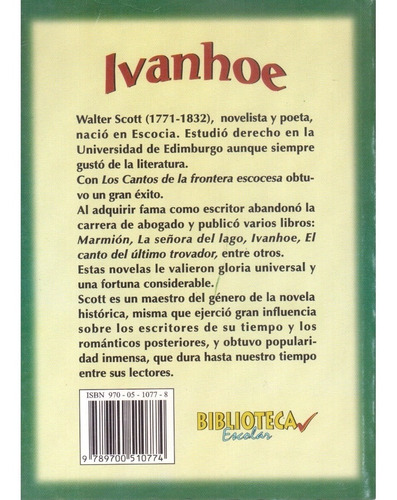 Ivanhoe
Walter Scott (1771-1832), novelista y poeta,
nació en Escocia. Estudió derecho en la
Universidad de Edimburgo aunque siempre
gustó de la literatura.
Con Los Cantos de la frontera escocesa obtu-
vo un gran éxito.
Al adquirir fama como escritor abandonó la
carrera de abogado y publicó varios libros:
Marmión, La señora del lago, Ivanhoe, El
canto del último trovador, entre otros.
Estas novelas le valieron gloria universal y
una fortuna considerable.
Scott es un maestro del género de la novela
histórica, misma que ejerció gran influencia
sobre los escritores de su tiempo y los
románticos posteriores, y obtuvo populari-
dad inmensa, que dura hasta nuestro tiempo
entre sus lectores.
ISBN 970 - 05 - 1077 - 8
9 789700 510774
BIBLIOTECA
Escolar